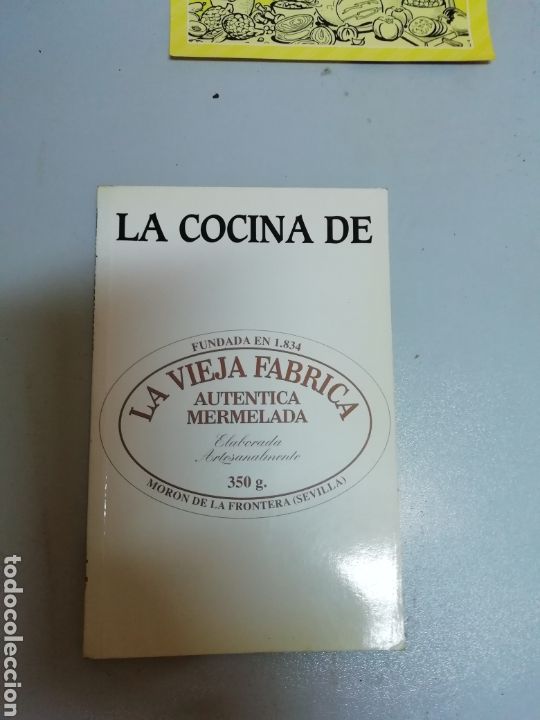 LA COCINA DE
FUNDADA EN 1.834
LA VIEJA FABRICA
AUTENTICA
MERMELADA
Elaborada
Artesanalmente
350 g.
MORON DE LA FRONTERA (SEVILLA)
todocoleccion